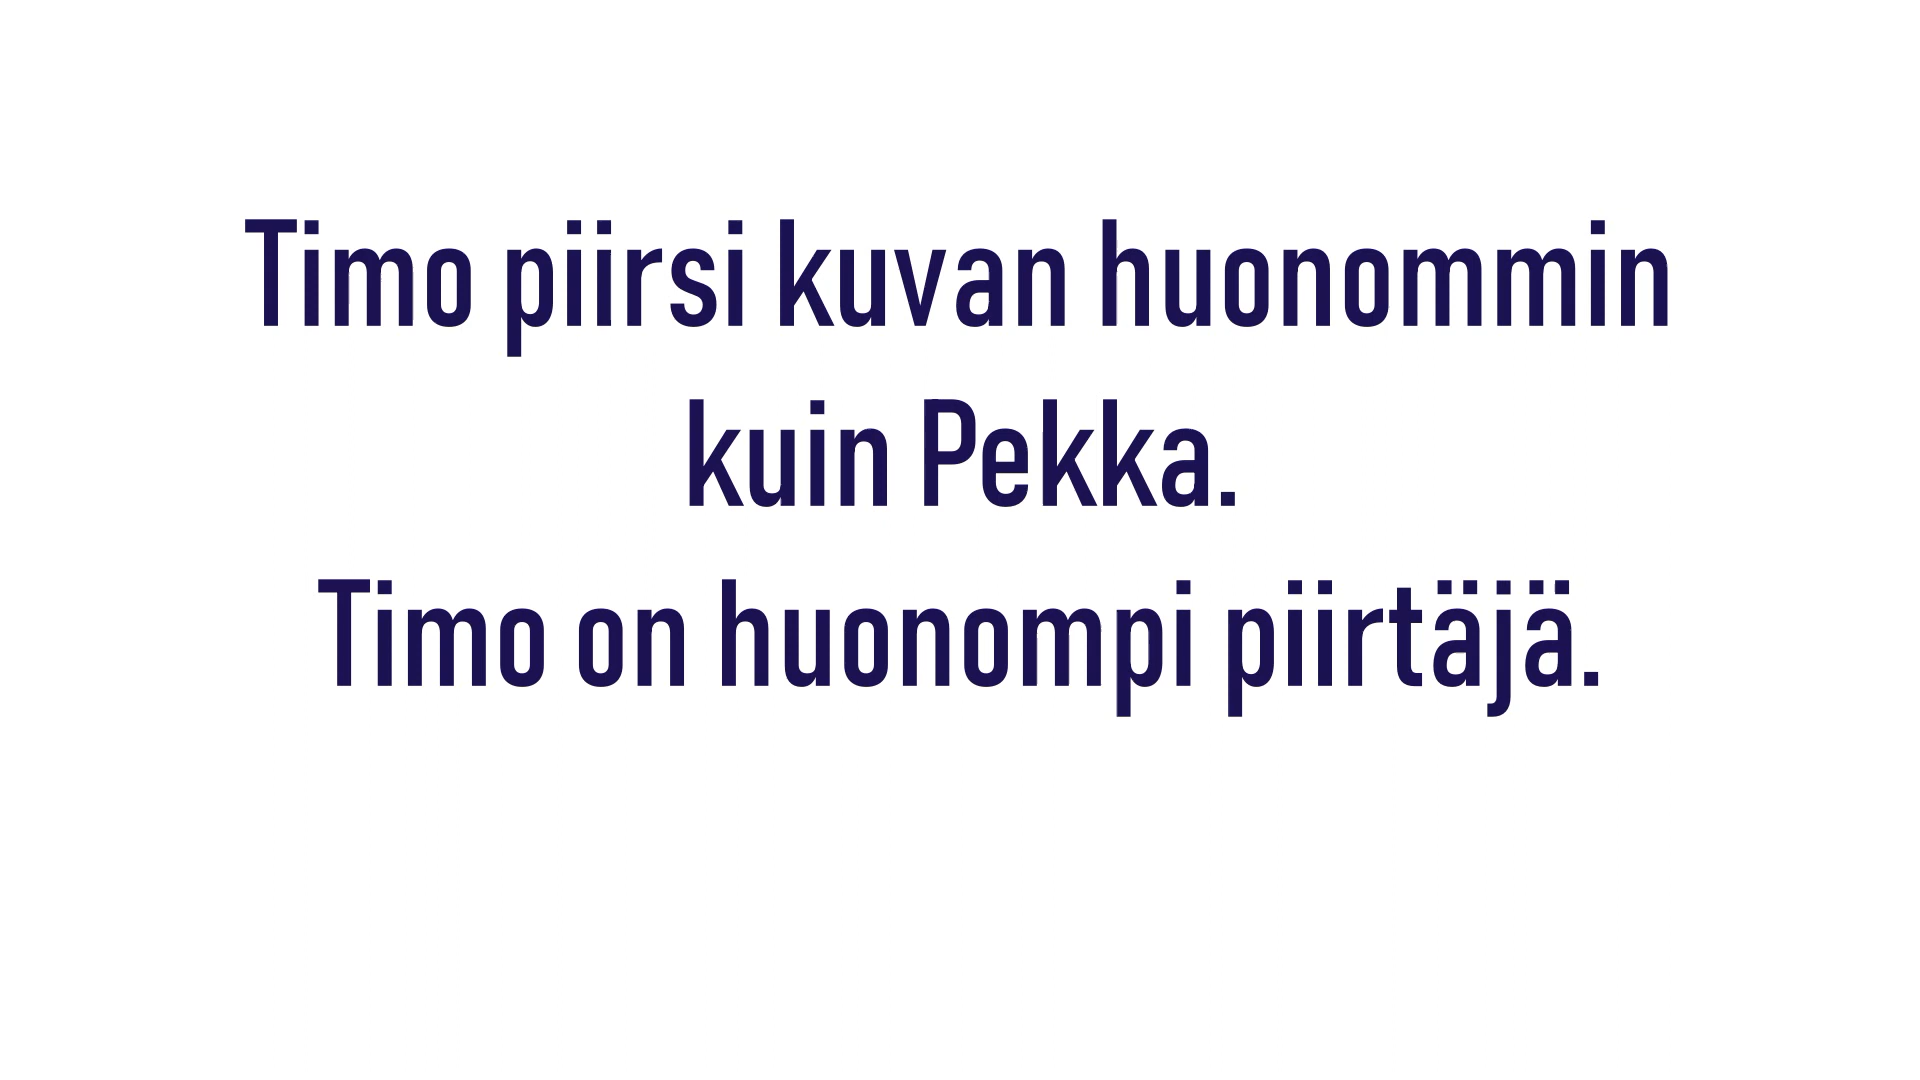 Timo piirsi kuvan huonommin
kuin Pekka.
Timo on huonompi piirtäjä.